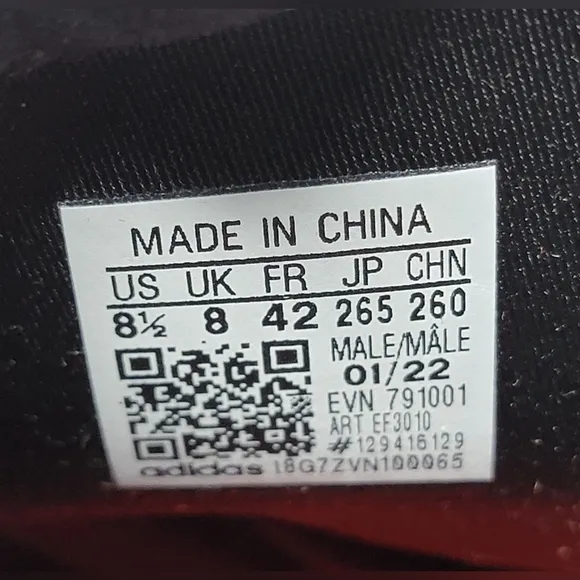 MADE IN CHINA
US UK FR JP CHN
8½ 8 42 265 260
MALE/MÂLE
01/22
EVN 791001
ART EF3010
#129416129
adidas I8G7ZVN100065